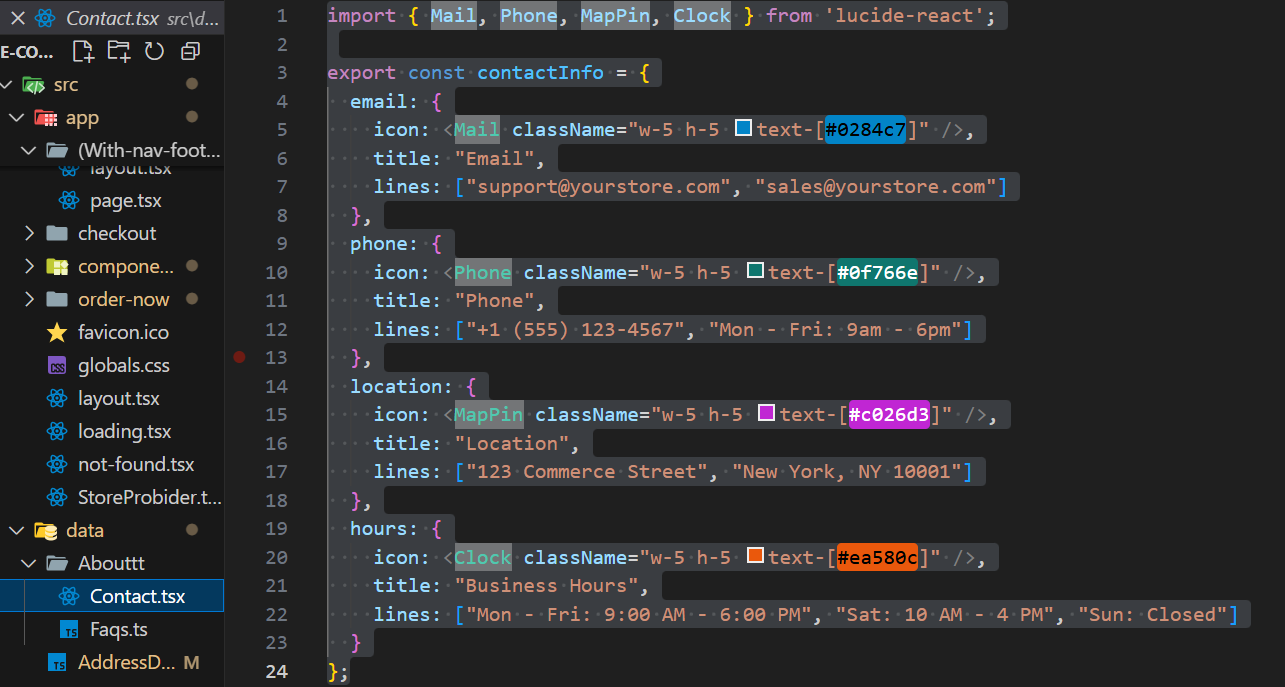 Contact.tsx src\d...
E-CO...
src
app
(With-nav-foot...
layout.tsx
page.tsx
checkout
compone...
order-now
favicon.ico
globals.css
layout.tsx
loading.tsx
not-found.tsx
StoreProbider.t...
data
Abouttt
Contact.tsx
TS Faqs.ts
TS AddressD... M
1 import { Mail, Phone, MapPin, Clock } from 'lucide-react';
2
3 export const contactInfo = {
4 email: {
5 icon: <Mail className="w-5 h-5 text-[#0284c7]" />,
6 title: "Email",
7 lines: ["support@yourstore.com", "sales@yourstore.com"]
8 },
9 phone: {
10 icon: <Phone className="w-5 h-5 text-[#0f766e]" />,
11 title: "Phone",
12 lines: ["+1 (555) 123-4567", "Mon - Fri: 9am - 6pm"]
13 },
14 location: {
15 icon: <MapPin className="w-5 h-5 text-[#c026d3]" />,
16 title: "Location",
17 lines: ["123 Commerce Street", "New York, NY 10001"]
18 },
19 hours: {
20 icon: <Clock className="w-5 h-5 text-[#ea580c]" />,
21 title: "Business Hours",
22 lines: ["Mon - Fri: 9:00 AM - 6:00 PM", "Sat: 10 AM - 4 PM", "Sun: Closed"]
23 }
24 };